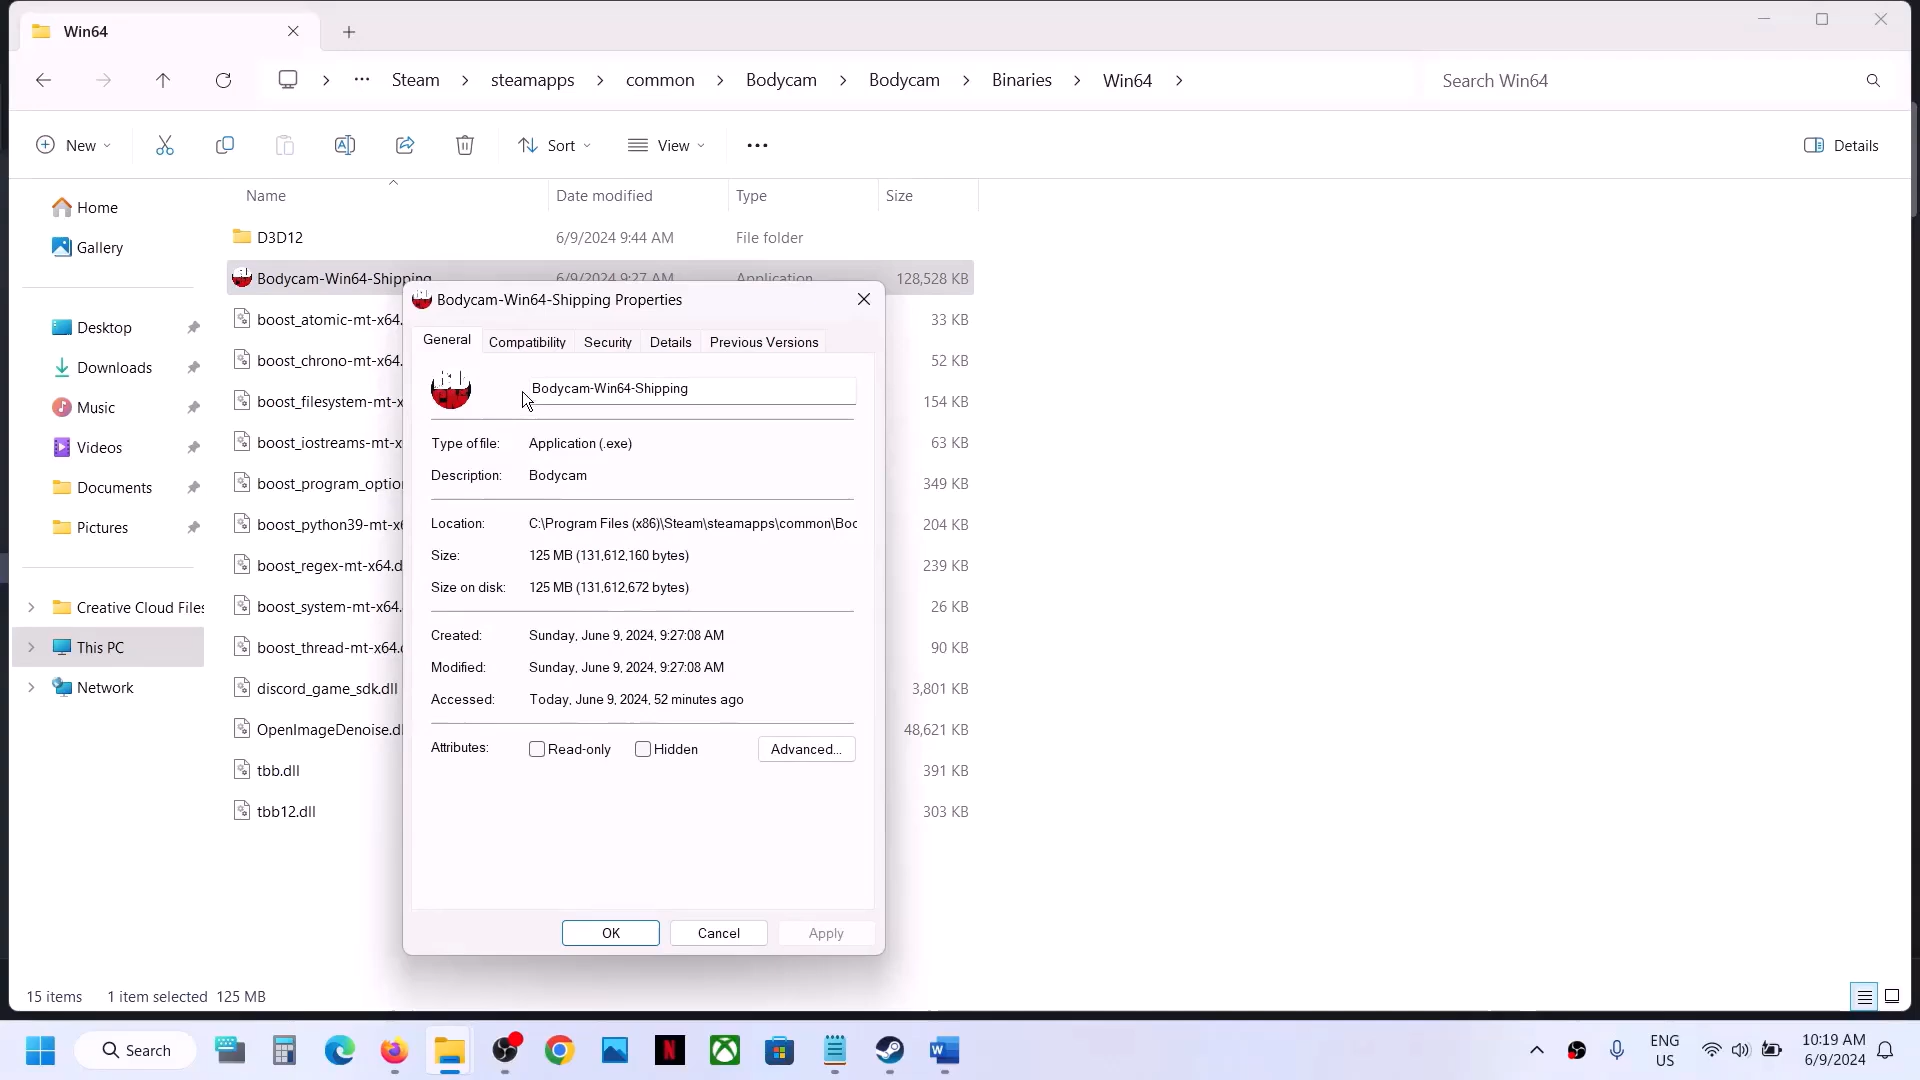 Win64
Steam
steamapps
common
Bodycam
Bodycam
Binaries
Win64
Search Win64
New
Sort
View
Details
Name
Date modified
Type
Size
Home
Gallery
Desktop
Downloads
Music
Videos
Documents
Pictures
Creative Cloud Files
This PC
Network
D3D12 6/9/2024 9:44 AM File folder
Bodycam-Win64-Shipping 6/9/2024 9:27 AM Application 128,528 KB
boost_atomic-mt-x64. 33 KB
boost_chrono-mt-x64. 52 KB
boost_filesystem-mt-x 154 KB
boost_iostreams-mt-x 63 KB
boost_program_optio 349 KB
boost_python39-mt-x6 204 KB
boost_regex-mt-x64.d 239 KB
boost_system-mt-x64. 26 KB
boost_thread-mt-x64.d 90 KB
discord_game_sdk.dll 3,801 KB
OpenImageDenoise.dl 48,621 KB
tbb.dll 391 KB
tbb12.dll 303 KB
Bodycam-Win64-Shipping Properties
General
Compatibility
Security
Details
Previous Versions
Bodycam-Win64-Shipping
Type of file: Application (.exe)
Description: Bodycam
Location: C:\Program Files (x86)\Steam\steamapps\common\Boc
Size: 125 MB (131,612,160 bytes)
Size on disk: 125 MB (131,612,672 bytes)
Created: Sunday, June 9, 2024, 9:27:08 AM
Modified: Sunday, June 9, 2024, 9:27:08 AM
Accessed: Today, June 9, 2024, 52 minutes ago
Attributes: Read-only Hidden Advanced...
OK
Cancel
Apply
15 items 1 item selected 125 MB
Search
ENG
US
10:19 AM
6/9/2024